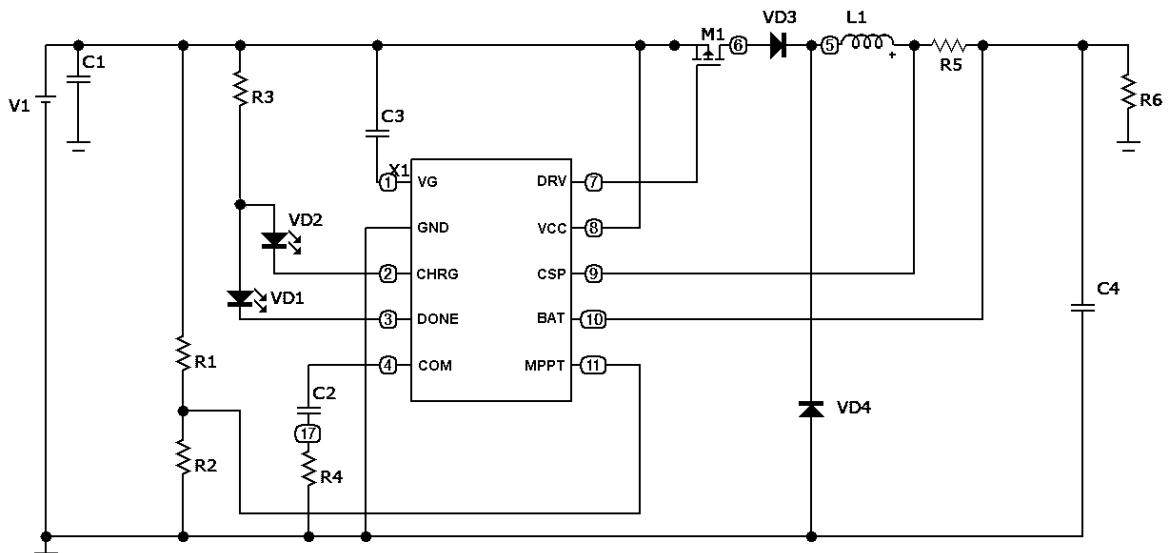 VD3
L1
M1
6
5
C1
R5
R3
V1
R6
C3
X1
1
VG
DRV
7
VD2
GND
VCC
8
2
CHRG
CSP
9
C4
VD1
3
DONE
BAT
10
R1
4
COM
MPPT
11
C2
VD4
17
R2
R4
+